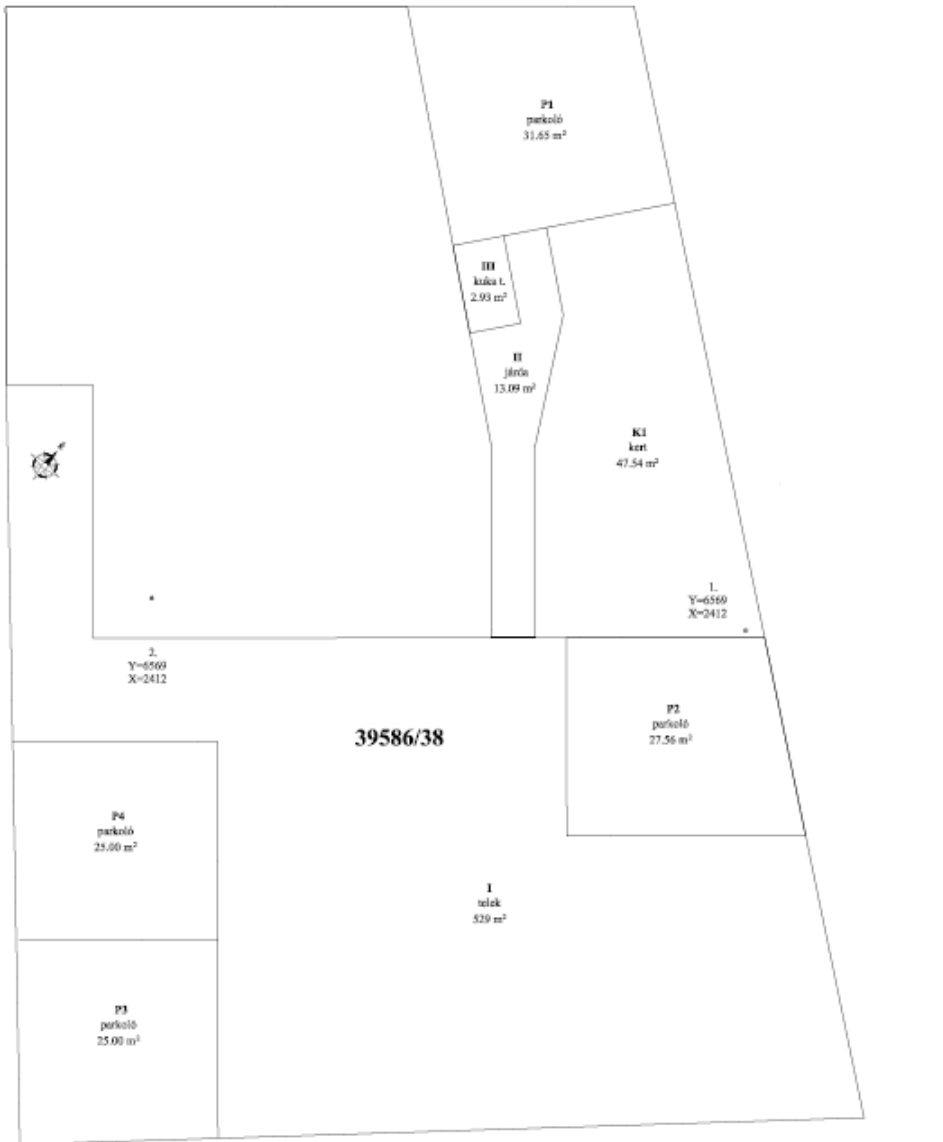 P1
parkoló
31.65 m²
III
kuka t.
2.93 m²
II
járda
13.09 m²
K1
kert
47.54 m²
1.
Y=6569
X=2412
2.
Y=6569
X=2412
39586/38
P2
parkoló
27.56 m²
P4
parkoló
25.00 m²
I
telek
529 m²
P3
parkoló
25.00 m²